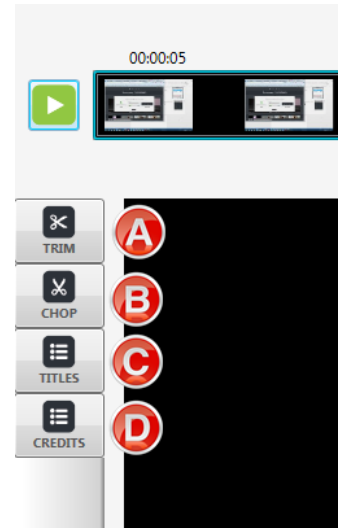 00:00:05
TRIM
A
CHOP
B
TITLES
C
CREDITS
D